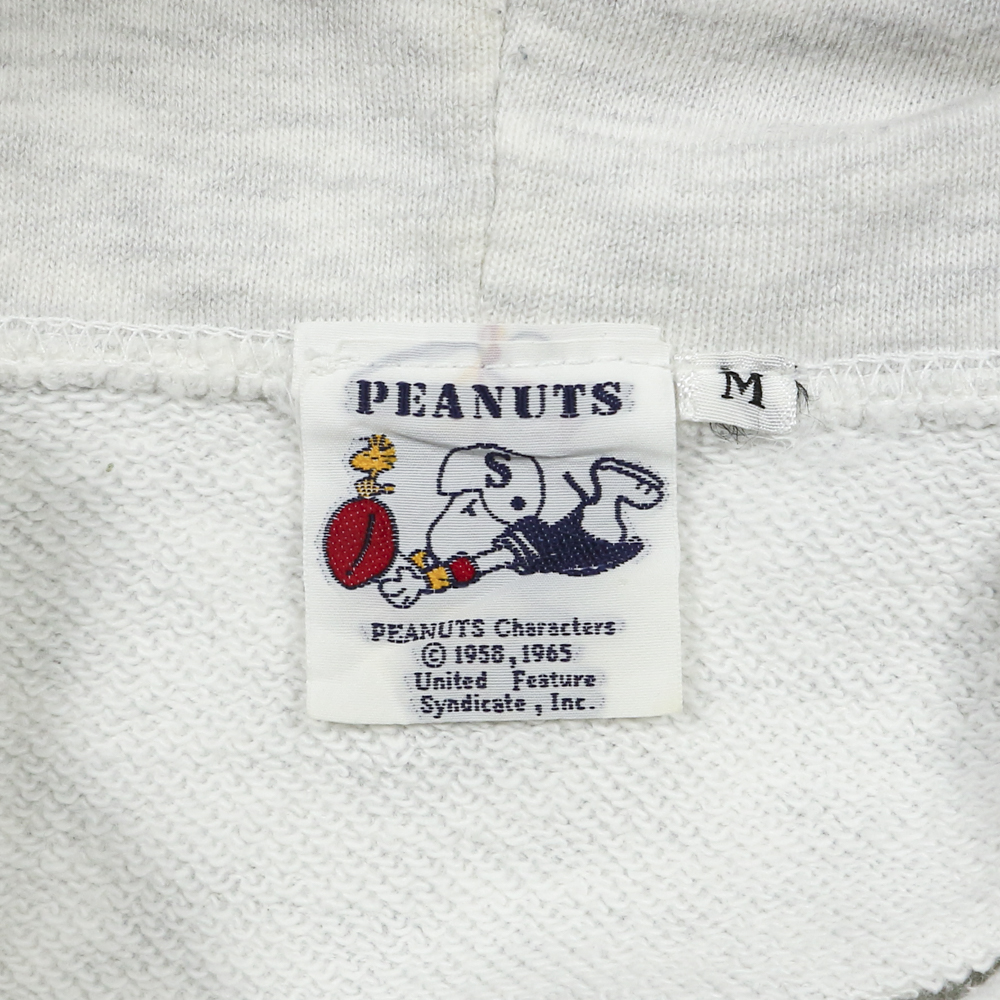 PEANUTS
M
S
PEANUTS Characters
© 1958, 1965
United Feature
Syndicate, Inc.